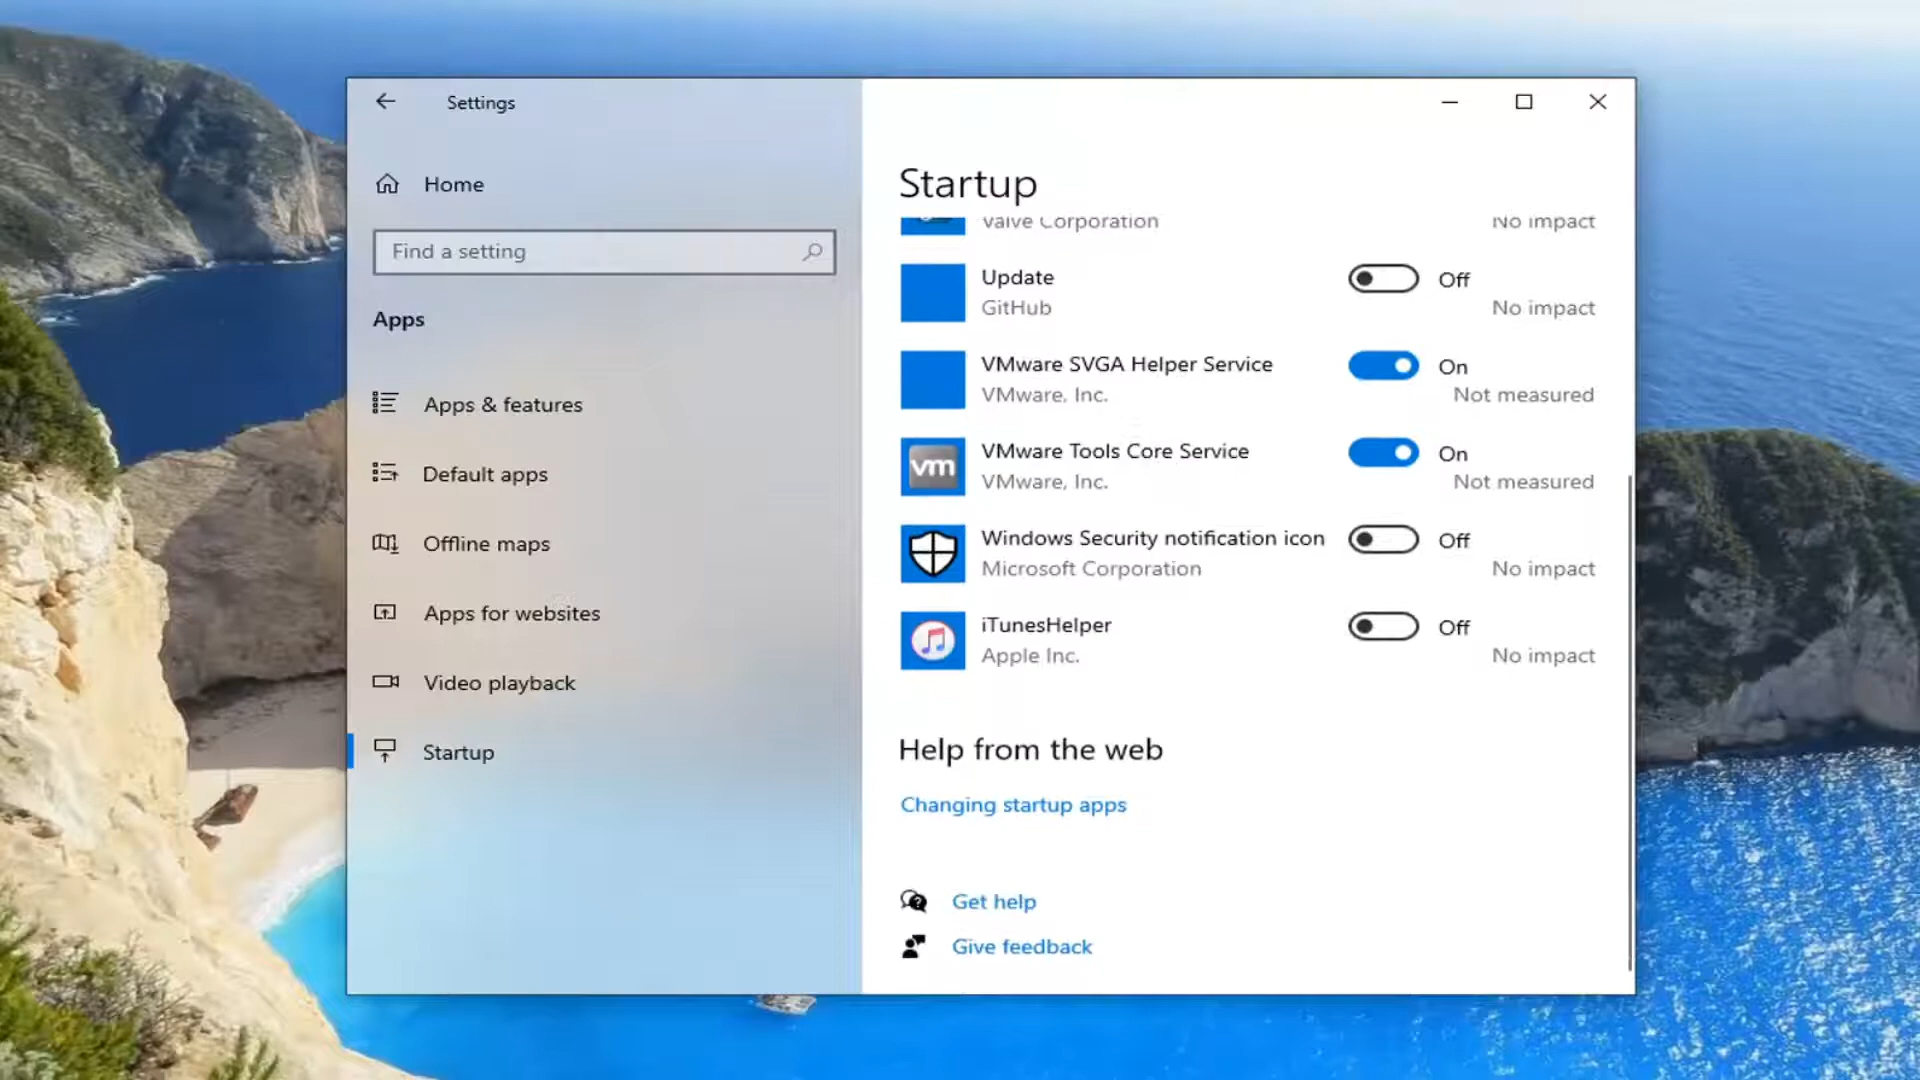 Settings
Home
Find a setting
Apps
Apps & features
Default apps
Offline maps
Apps for websites
Video playback
Startup
Startup
Valve Corporation
No impact
Update
Off
GitHub
No impact
VMware SVGA Helper Service
On
VMware, Inc.
Not measured
vm
VMware Tools Core Service
On
VMware, Inc.
Not measured
Windows Security notification icon
Off
Microsoft Corporation
No impact
iTunesHelper
Off
Apple Inc.
No impact
Help from the web
Changing startup apps
Get help
Give feedback